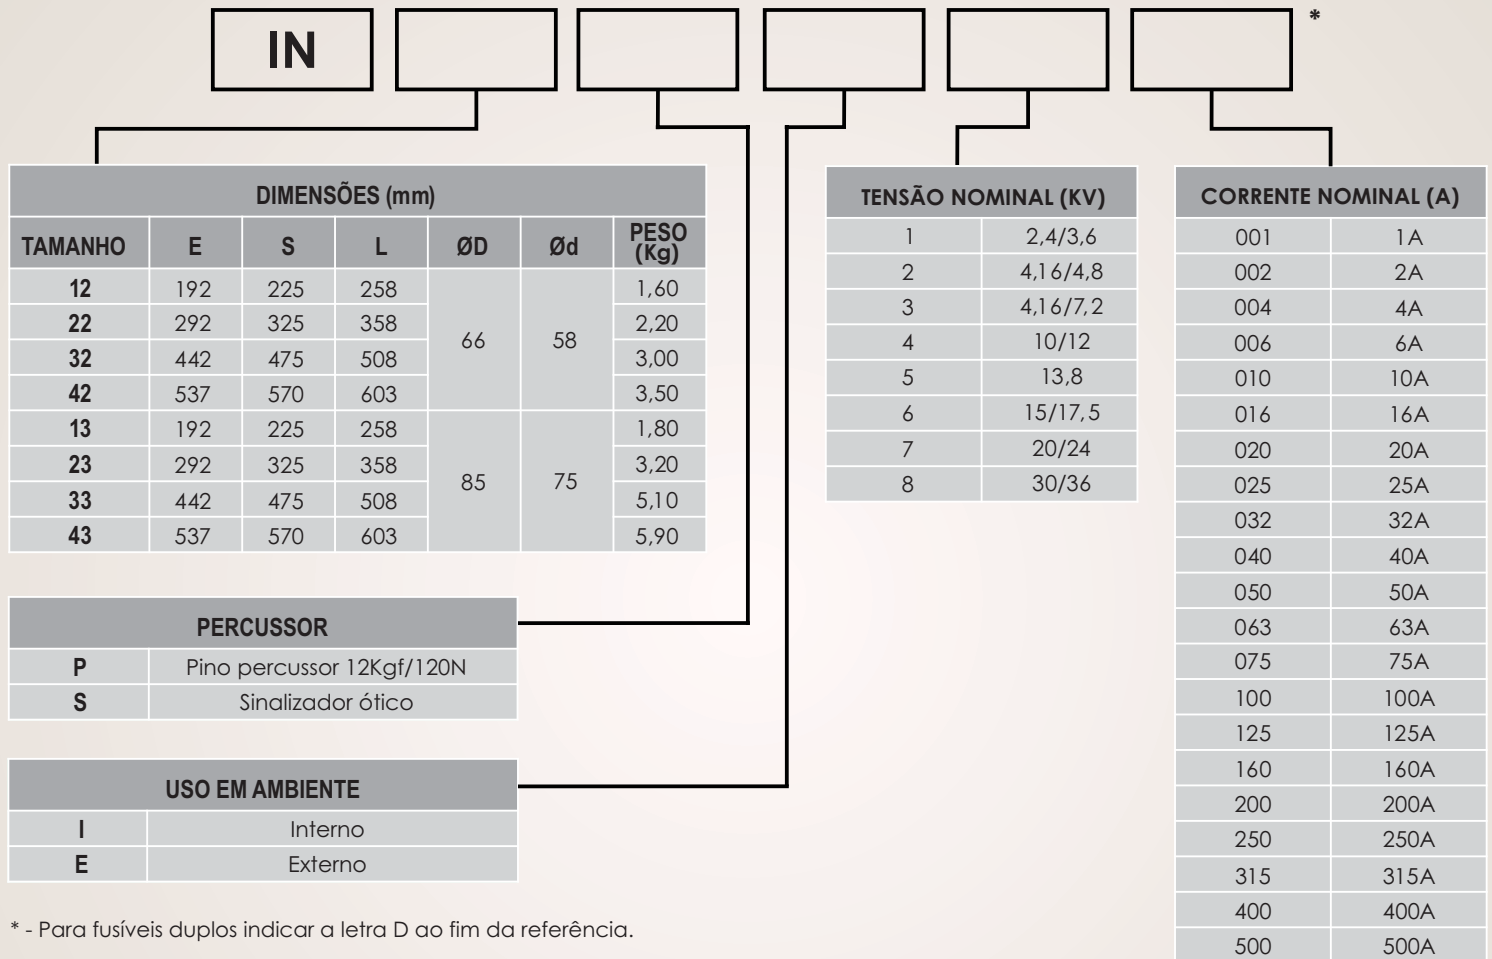 IN *
DIMENSÕES (mm)
TAMANHO E S L ØD Ød PESO (Kg)
12 192 225 258 66 58 1,60
22 292 325 358 2,20
32 442 475 508 3,00
42 537 570 603 3,50
13 192 225 258 85 75 1,80
23 292 325 358 3,20
33 442 475 508 5,10
43 537 570 603 5,90
PERCUSSOR
P Pino percussor 12Kgf/120N
S Sinalizador ótico
USO EM AMBIENTE
I Interno
E Externo
TENSÃO NOMINAL (KV)
1 2,4/3,6
2 4,16/4,8
3 4,16/7,2
4 10/12
5 13,8
6 15/17,5
7 20/24
8 30/36
CORRENTE NOMINAL (A)
001 1A
002 2A
004 4A
006 6A
010 10A
016 16A
020 20A
025 25A
032 32A
040 40A
050 50A
063 63A
075 75A
100 100A
125 125A
160 160A
200 200A
250 250A
315 315A
400 400A
500 500A
* - Para fusíveis duplos indicar a letra D ao fim da referência.